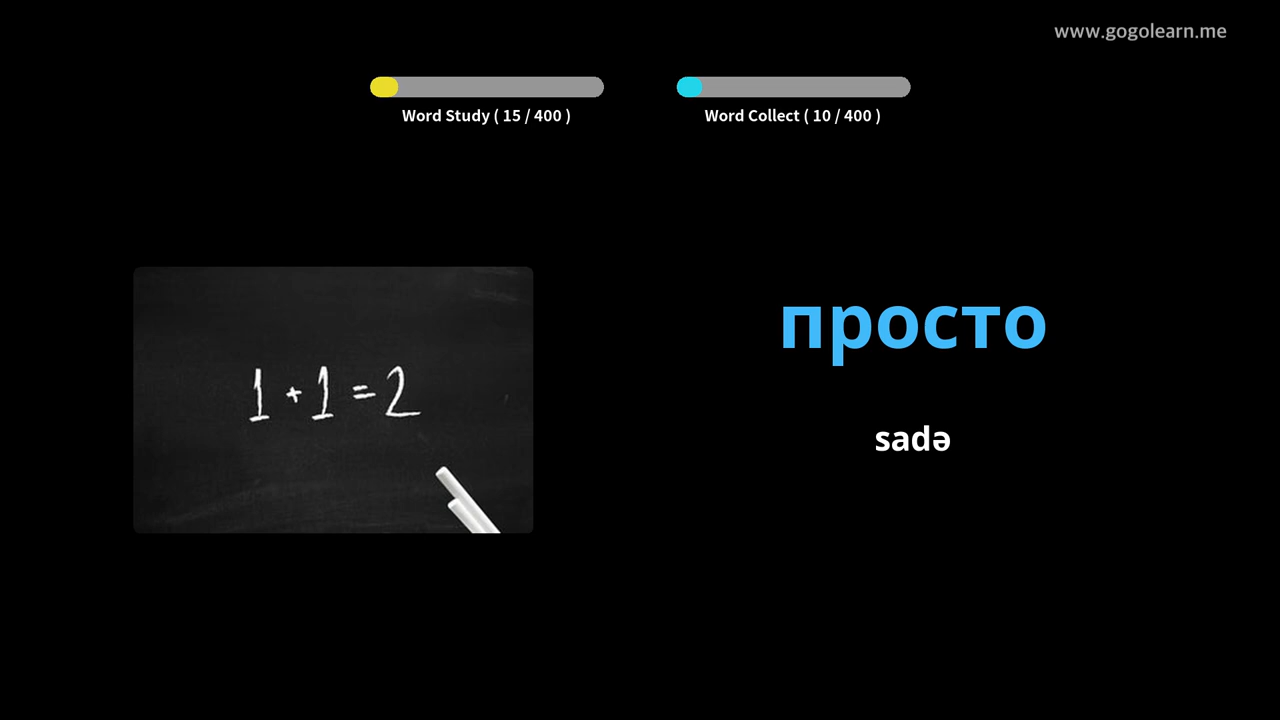 www.gogolearn.me
Word Study ( 15 / 400 )
Word Collect ( 10 / 400 )
1 + 1 = 2
просто
sadə